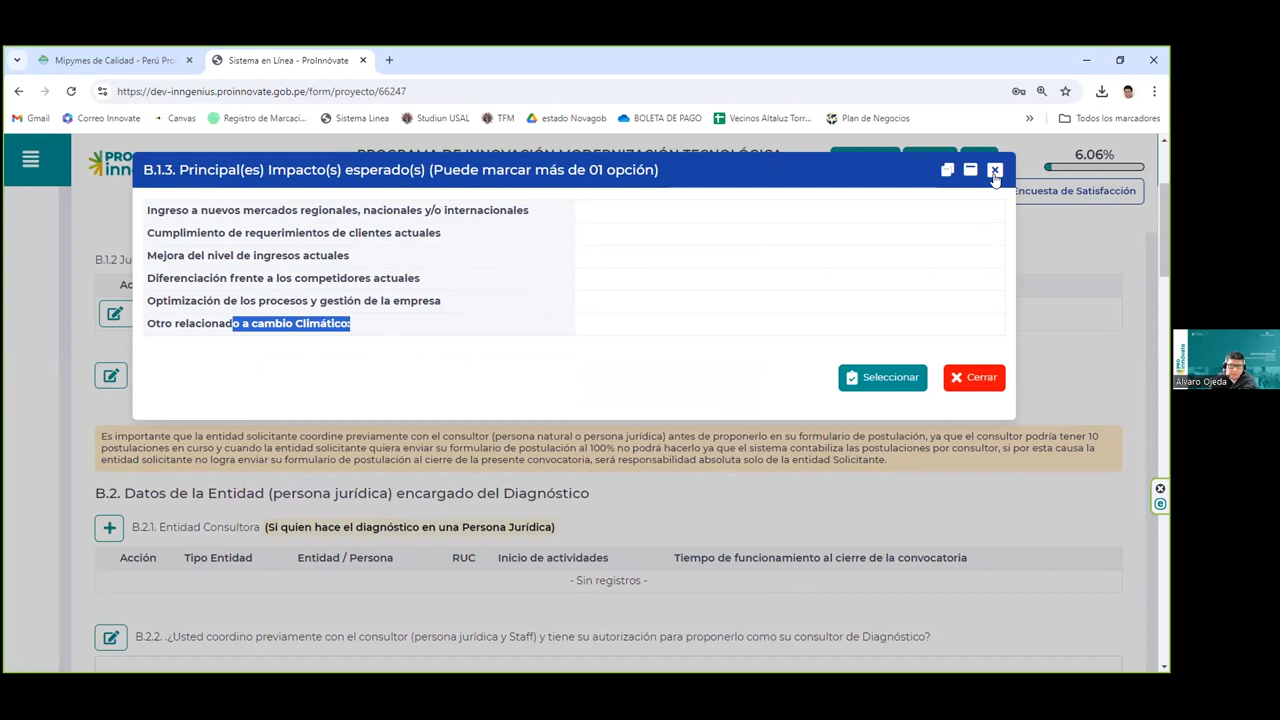 Mipymes de Calidad - Perú Pro
Sistema en Línea - ProInnóvate
https://dev-inngenius.proinnovate.gob.pe/form/proyecto/66247
Gmail
Correo Innovate
Canvas
Registro de Marcaci...
Sistema Linea
Studiun USAL
TFM
estado Novagob
BOLETA DE PAGO
Vecinos Altaluz Torr...
Plan de Negocios
»
Todos los marcadores
6.06%
Encuesta de Satisfacción
B.1.3. Principal(es) Impacto(s) esperado(s) (Puede marcar más de 01 opción)
Ingreso a nuevos mercados regionales, nacionales y/o internacionales
Cumplimiento de requerimientos de clientes actuales
Mejora del nivel de ingresos actuales
Diferenciación frente a los competidores actuales
Optimización de los procesos y gestión de la empresa
Otro relacionado a cambio Climático:
Seleccionar
Cerrar
B.1.2 Ju
Ac
Es importante que la entidad solicitante coordine previamente con el consultor (persona natural o persona jurídica) antes de proponerlo en su formulario de postulación, ya que el consultor podría tener 10
postulaciones en curso y cuando la entidad solicitante quiera enviar su formulario de postulación al 100% no podrá hacerlo ya que el sistema contabiliza las postulaciones por consultor, si por esta causa la
entidad solicitante no logra enviar su formulario de postulación al cierre de la presente convocatoria, será responsabilidad absoluta solo de la entidad Solicitante.
B.2. Datos de la Entidad (persona jurídica) encargado del Diagnóstico
B.2.1. Entidad Consultora (Si quien hace el diagnóstico en una Persona Jurídica)
Acción Tipo Entidad Entidad / Persona RUC Inicio de actividades Tiempo de funcionamiento al cierre de la convocatoria
- Sin registros -
B.2.2. .¿Usted coordino previamente con el consultor (persona jurídica y Staff) y tiene su autorización para proponerlo como su consultor de Diagnóstico?
Alvaro Ojeda